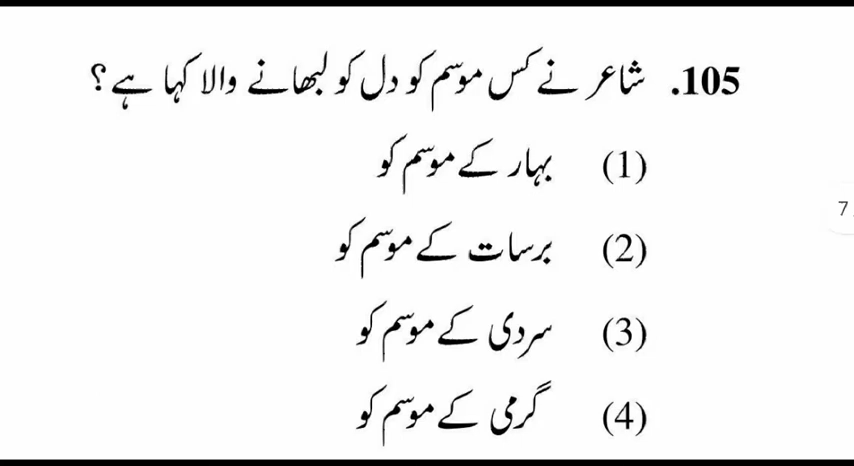 105. شاعر نے کس موسم کو دل کو لبھانے والا کہا ہے؟
(1) بہار کے موسم کو
(2) برسات کے موسم کو
7
(3) سردی کے موسم کو
(4) گرمی کے موسم کو